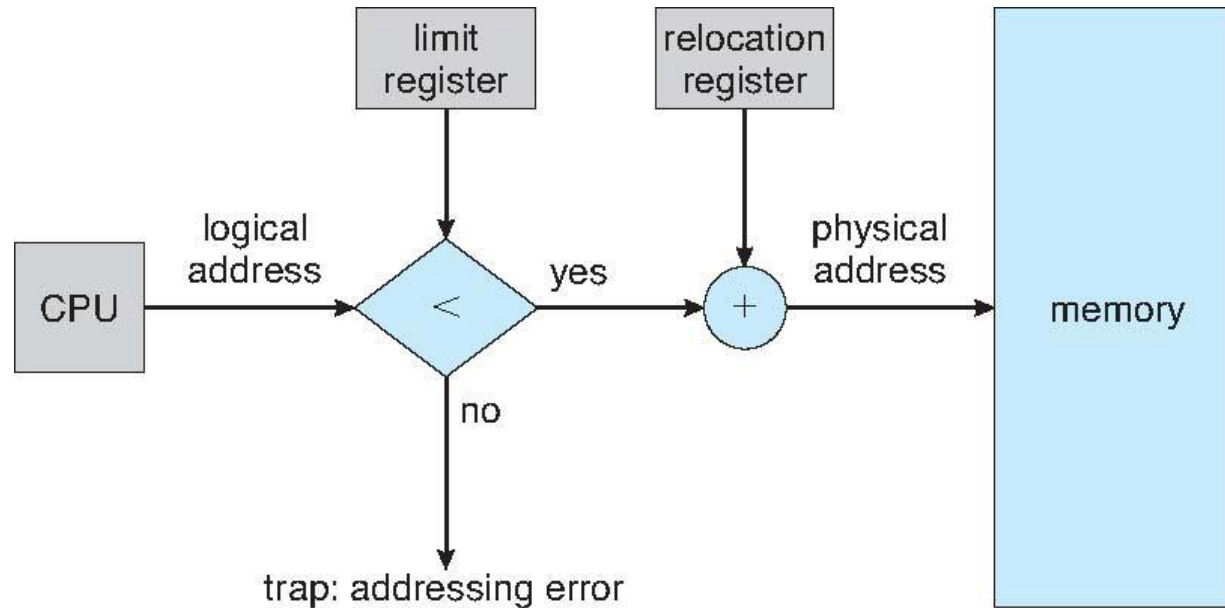 limit
register
relocation
register
logical
address
physical
address
CPU
<
yes
+
memory
no
trap: addressing error